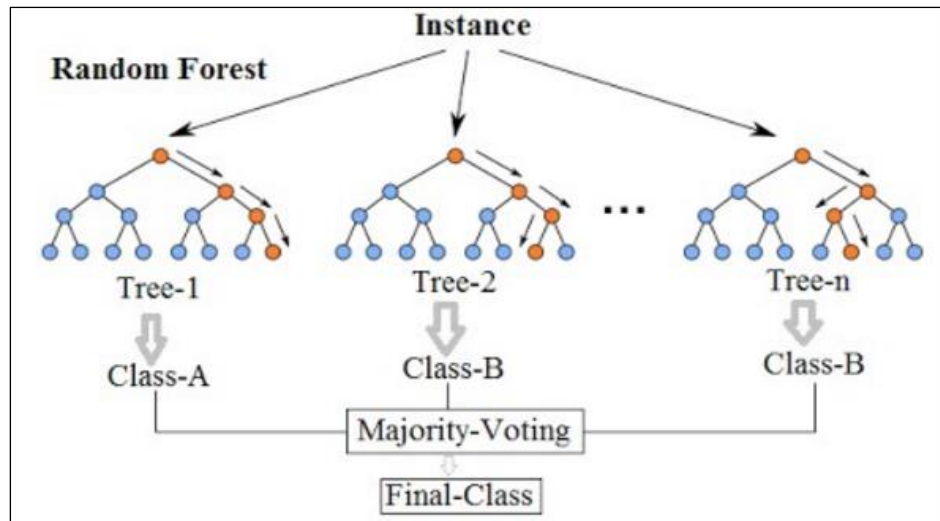 Instance
Random Forest
...
Tree-1
Tree-2
Tree-n
Class-A
Class-B
Class-B
Majority-Voting
Final-Class